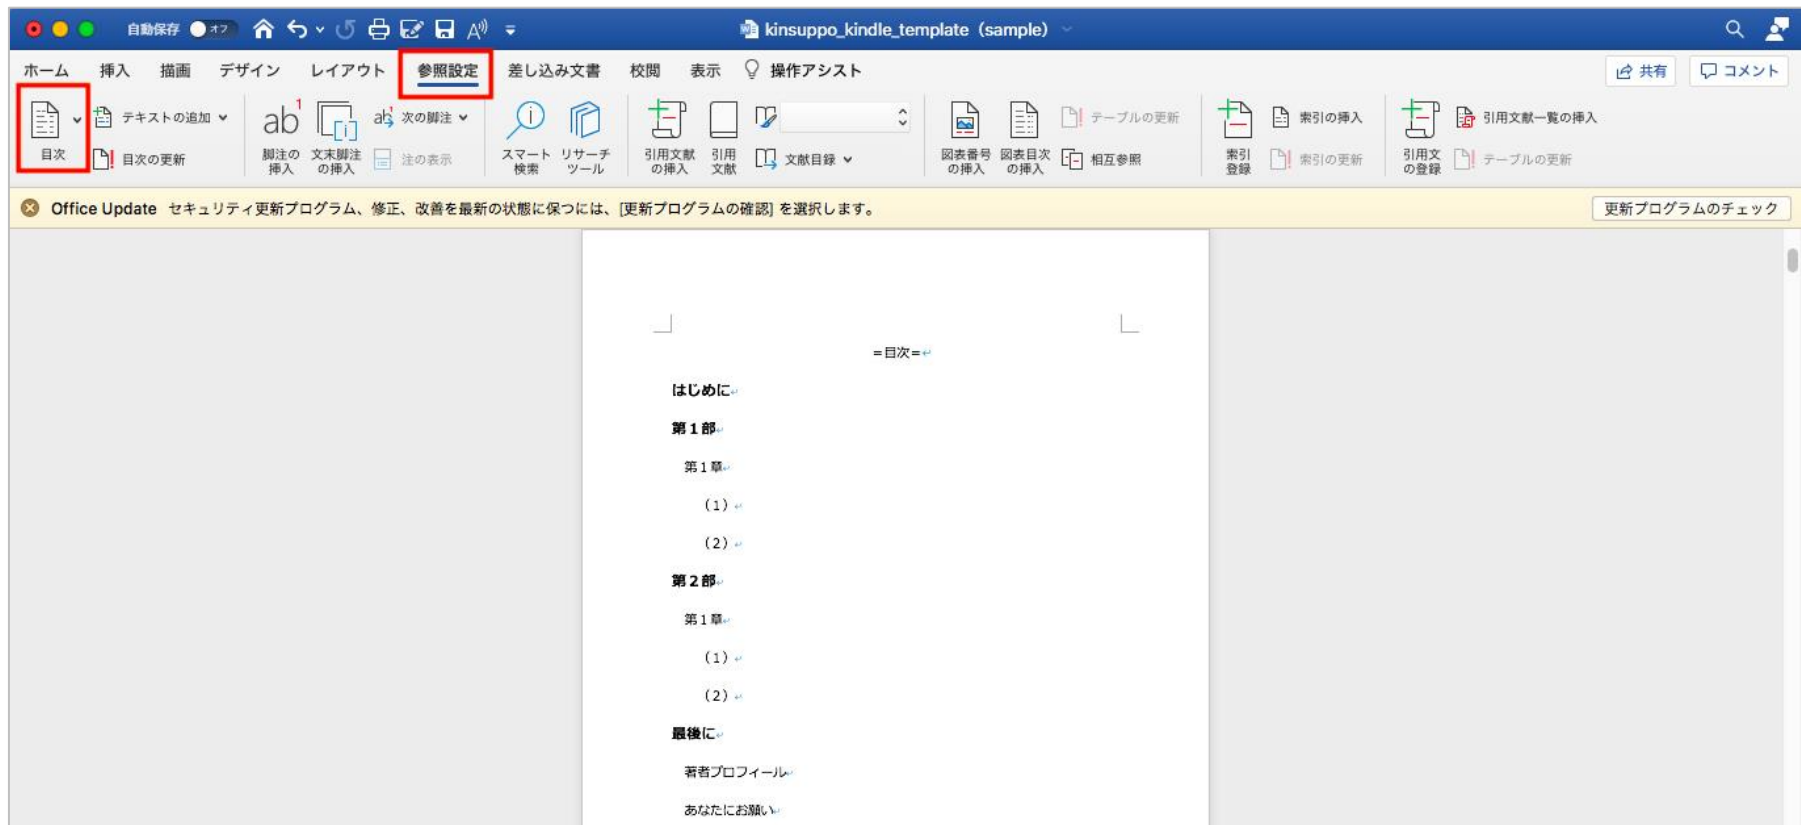 自動保存 オフ
kinsuppo_kindle_template (sample)
ホーム 挿入 描画 デザイン レイアウト 参照設定 差し込み文書 校閲 表示 操作アシスト 共有 コメント
目次
テキストの追加
目次の更新
ab1
脚注の
挿入
文末脚注
の挿入
次の脚注
注の表示
スマート
検索
リサーチ
ツール
引用文献
の挿入
引用
文献
文献目録
図表番号
の挿入
図表目次
の挿入
テーブルの更新
相互参照
索引
登録
索引の挿入
索引の更新
引用文
の登録
引用文献一覧の挿入
テーブルの更新
Office Update セキュリティ更新プログラム、修正、改善を最新の状態に保つには、[更新プログラムの確認] を選択します。 更新プログラムのチェック
=目次=
はじめに
第1部
第1章
(1)
(2)
第2部
第1章
(1)
(2)
最後に
著者プロフィール
あなたにお願い